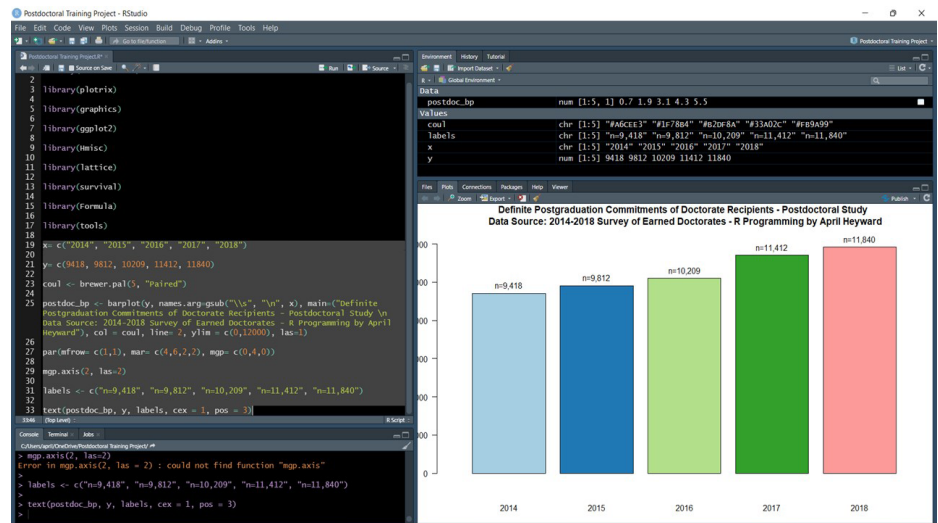 Postdoctoral Training Project - RStudio
File Edit Code View Plots Session Build Debug Profile Tools Help
Go to file/function
Addins
Postdoctoral Training Project
Postdoctoral Training Project.R*
Source on Save
Run
Source
2
3 library(plotrix)
4
5 library(graphics)
6
7 library(ggplot2)
8
9 library(Hmisc)
10
11 library(lattice)
12
13 library(survival)
14
15 library(Formula)
16
17 library(tools)
18
19 x= c("2014", "2015", "2016", "2017", "2018")
20
21 y= c(9418, 9812, 10209, 11412, 11840)
22
23 coul <- brewer.pal(5, "Paired")
24
25 postdoc_bp <- barplot(y, names.arg=gsub("\\s", "\n", x), main=("Definite
Postgraduation Commitments of Doctorate Recipients - Postdoctoral Study \n
Data Source: 2014-2018 Survey of Earned Doctorates - R Programming by April
Heyward"), col = coul, line= 2, ylim = c(0,12000), las=1)
26
27 par(mfrow= c(1,1), mar= c(4,6,2,2), mgp= c(0,4,0))
28
29 mgp.axis(2, las=2)
30
31 labels <- c("n=9,418", "n=9,812", "n=10,209", "n=11,412", "n=11,840")
32
33 text(postdoc_bp, y, labels, cex = 1, pos = 3)
33:46 (Top Level)
R Script
Console Terminal Jobs
C:/Users/april/OneDrive/Postdoctoral Training Project/
> mgp.axis(2, las=2)
Error in mgp.axis(2, las = 2) : could not find function "mgp.axis"
>
> labels <- c("n=9,418", "n=9,812", "n=10,209", "n=11,412", "n=11,840")
>
> text(postdoc_bp, y, labels, cex = 1, pos = 3)
>
Environment History Tutorial
Import Dataset
List
R Global Environment
Data
postdoc_bp num [1:5, 1] 0.7 1.9 3.1 4.3 5.5
Values
coul chr [1:5] "#A6CEE3" "#1F78B4" "#B2DF8A" "#33A02C" "#FB9A99"
labels chr [1:5] "n=9,418" "n=9,812" "n=10,209" "n=11,412" "n=11,840"
x chr [1:5] "2014" "2015" "2016" "2017" "2018"
y num [1:5] 9418 9812 10209 11412 11840
Files Plots Connections Packages Help Viewer
Zoom Export
Publish
Definite Postgraduation Commitments of Doctorate Recipients - Postdoctoral Study
Data Source: 2014-2018 Survey of Earned Doctorates - R Programming by April Heyward
n=9,418
n=9,812
n=10,209
n=11,412
n=11,840
0
2014 2015 2016 2017 2018